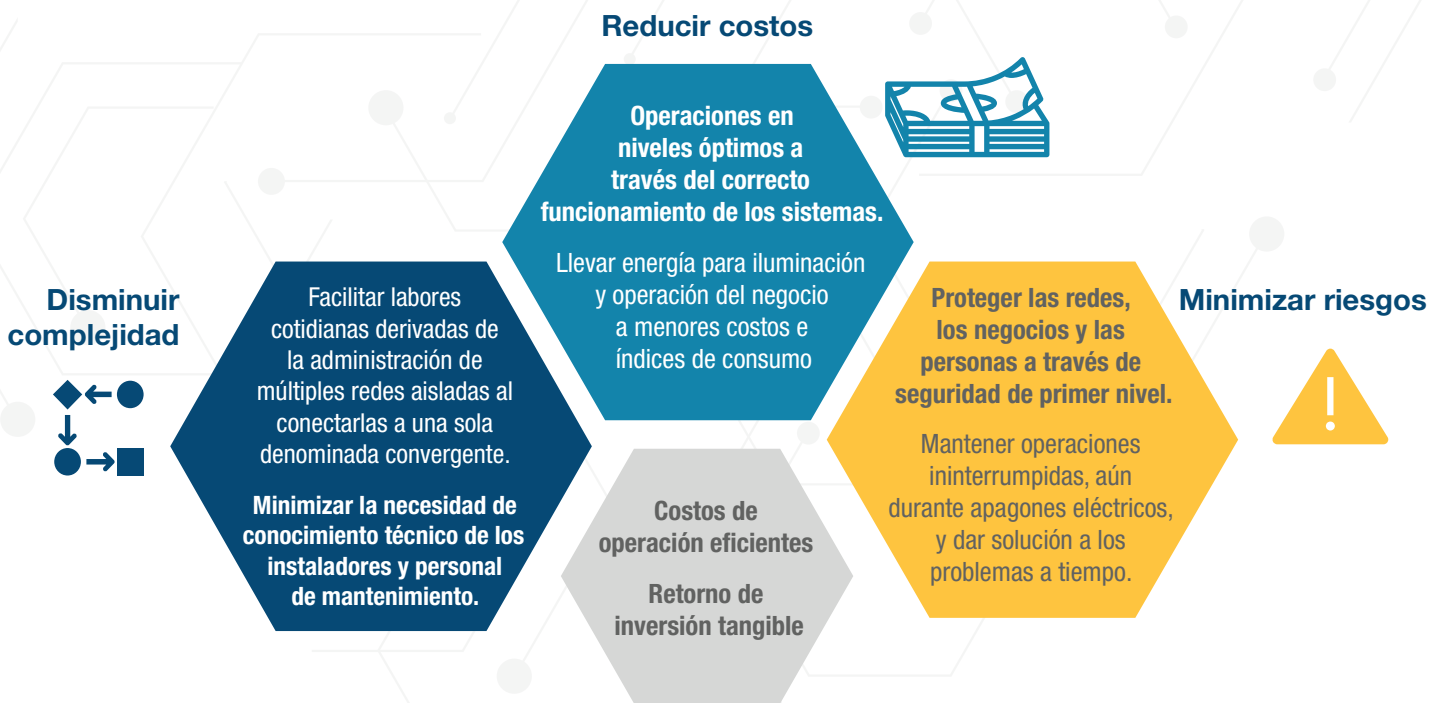 Reducir costos
Operaciones en
niveles óptimos a
través del correcto
funcionamiento de los sistemas.
Llevar energía para iluminación
y operación del negocio
a menores costos e
índices de consumo
Disminuir
complejidad
Facilitar labores
cotidianas derivadas de
la administración de
múltiples redes aisladas al
conectarlas a una sola
denominada convergente.
Minimizar la necesidad de
conocimiento técnico de los
instaladores y personal
de mantenimiento.
Costos de
operación eficientes
Retorno de
inversión tangible
Minimizar riesgos
Proteger las redes,
los negocios y las
personas a través de
seguridad de primer nivel.
Mantener operaciones
ininterrumpidas, aún
durante apagones eléctricos,
y dar solución a los
problemas a tiempo.